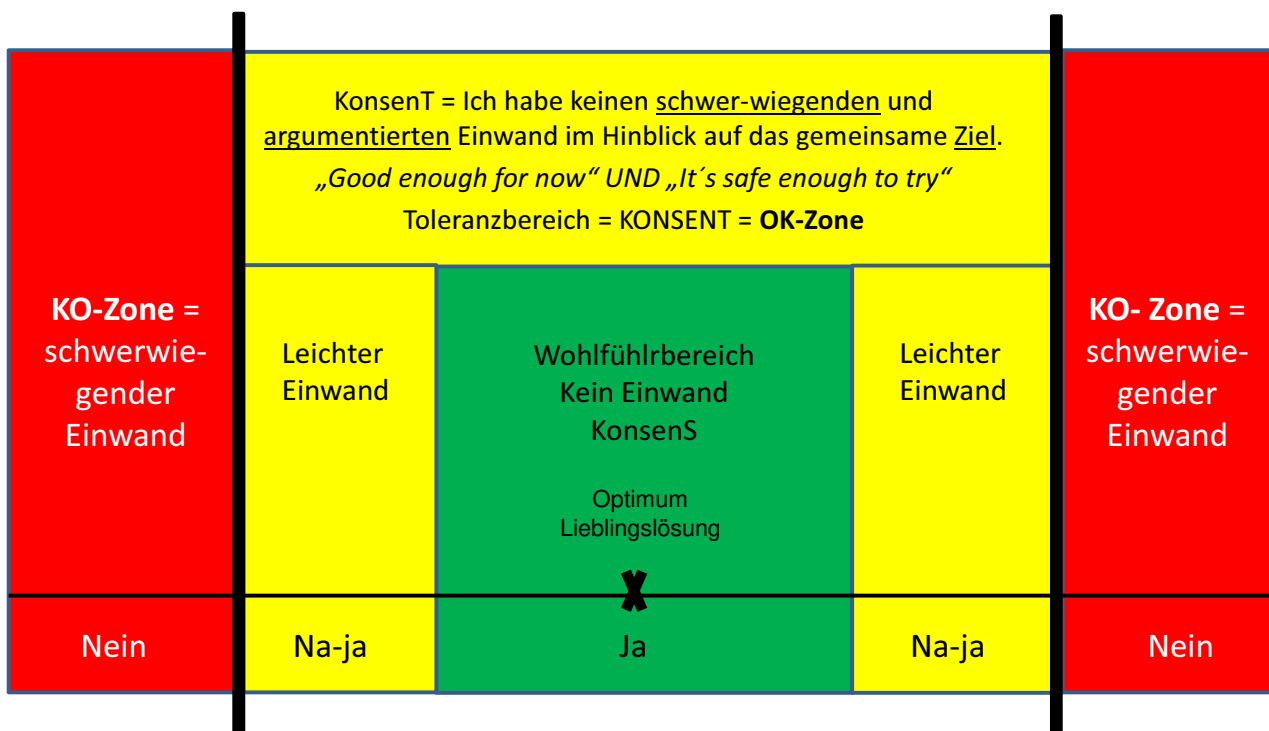 KonsenT = Ich habe keinen schwer-wiegenden und
argumentierten Einwand im Hinblick auf das gemeinsame Ziel.
„Good enough for now“ UND „It´s safe enough to try“
Toleranzbereich = KONSENT = OK-Zone
KO-Zone =
schwerwie-
gender
Einwand
Leichter
Einwand
Wohlfühlrbereich
Kein Einwand
KonsenS
Optimum
Lieblingslösung
Leichter
Einwand
KO- Zone =
schwerwie-
gender
Einwand
Nein
Na-ja
Ja
Na-ja
Nein